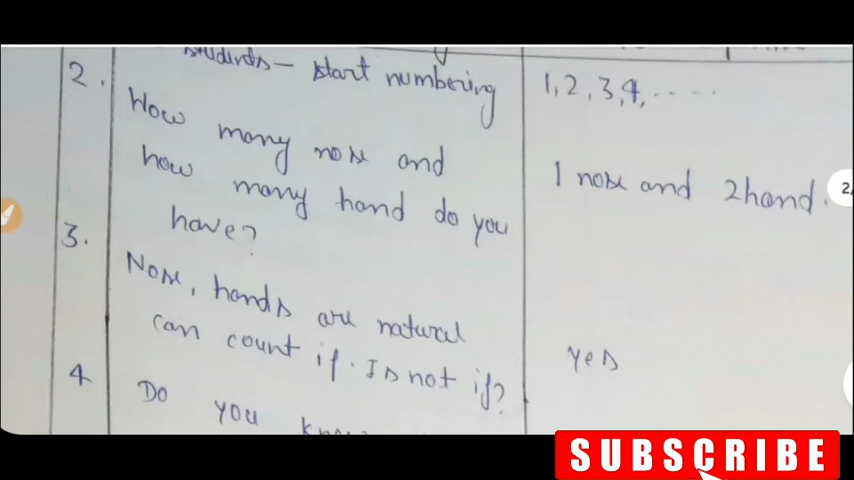 students- start numbering
1,2,3,4,.....
2.
How many nose and
how many hand do you
have?
1 nose and 2 hand.
3.
Nose, hands are natural
can count it. Is not it?
yes
4
Do you
2/
SUBSCRIBE